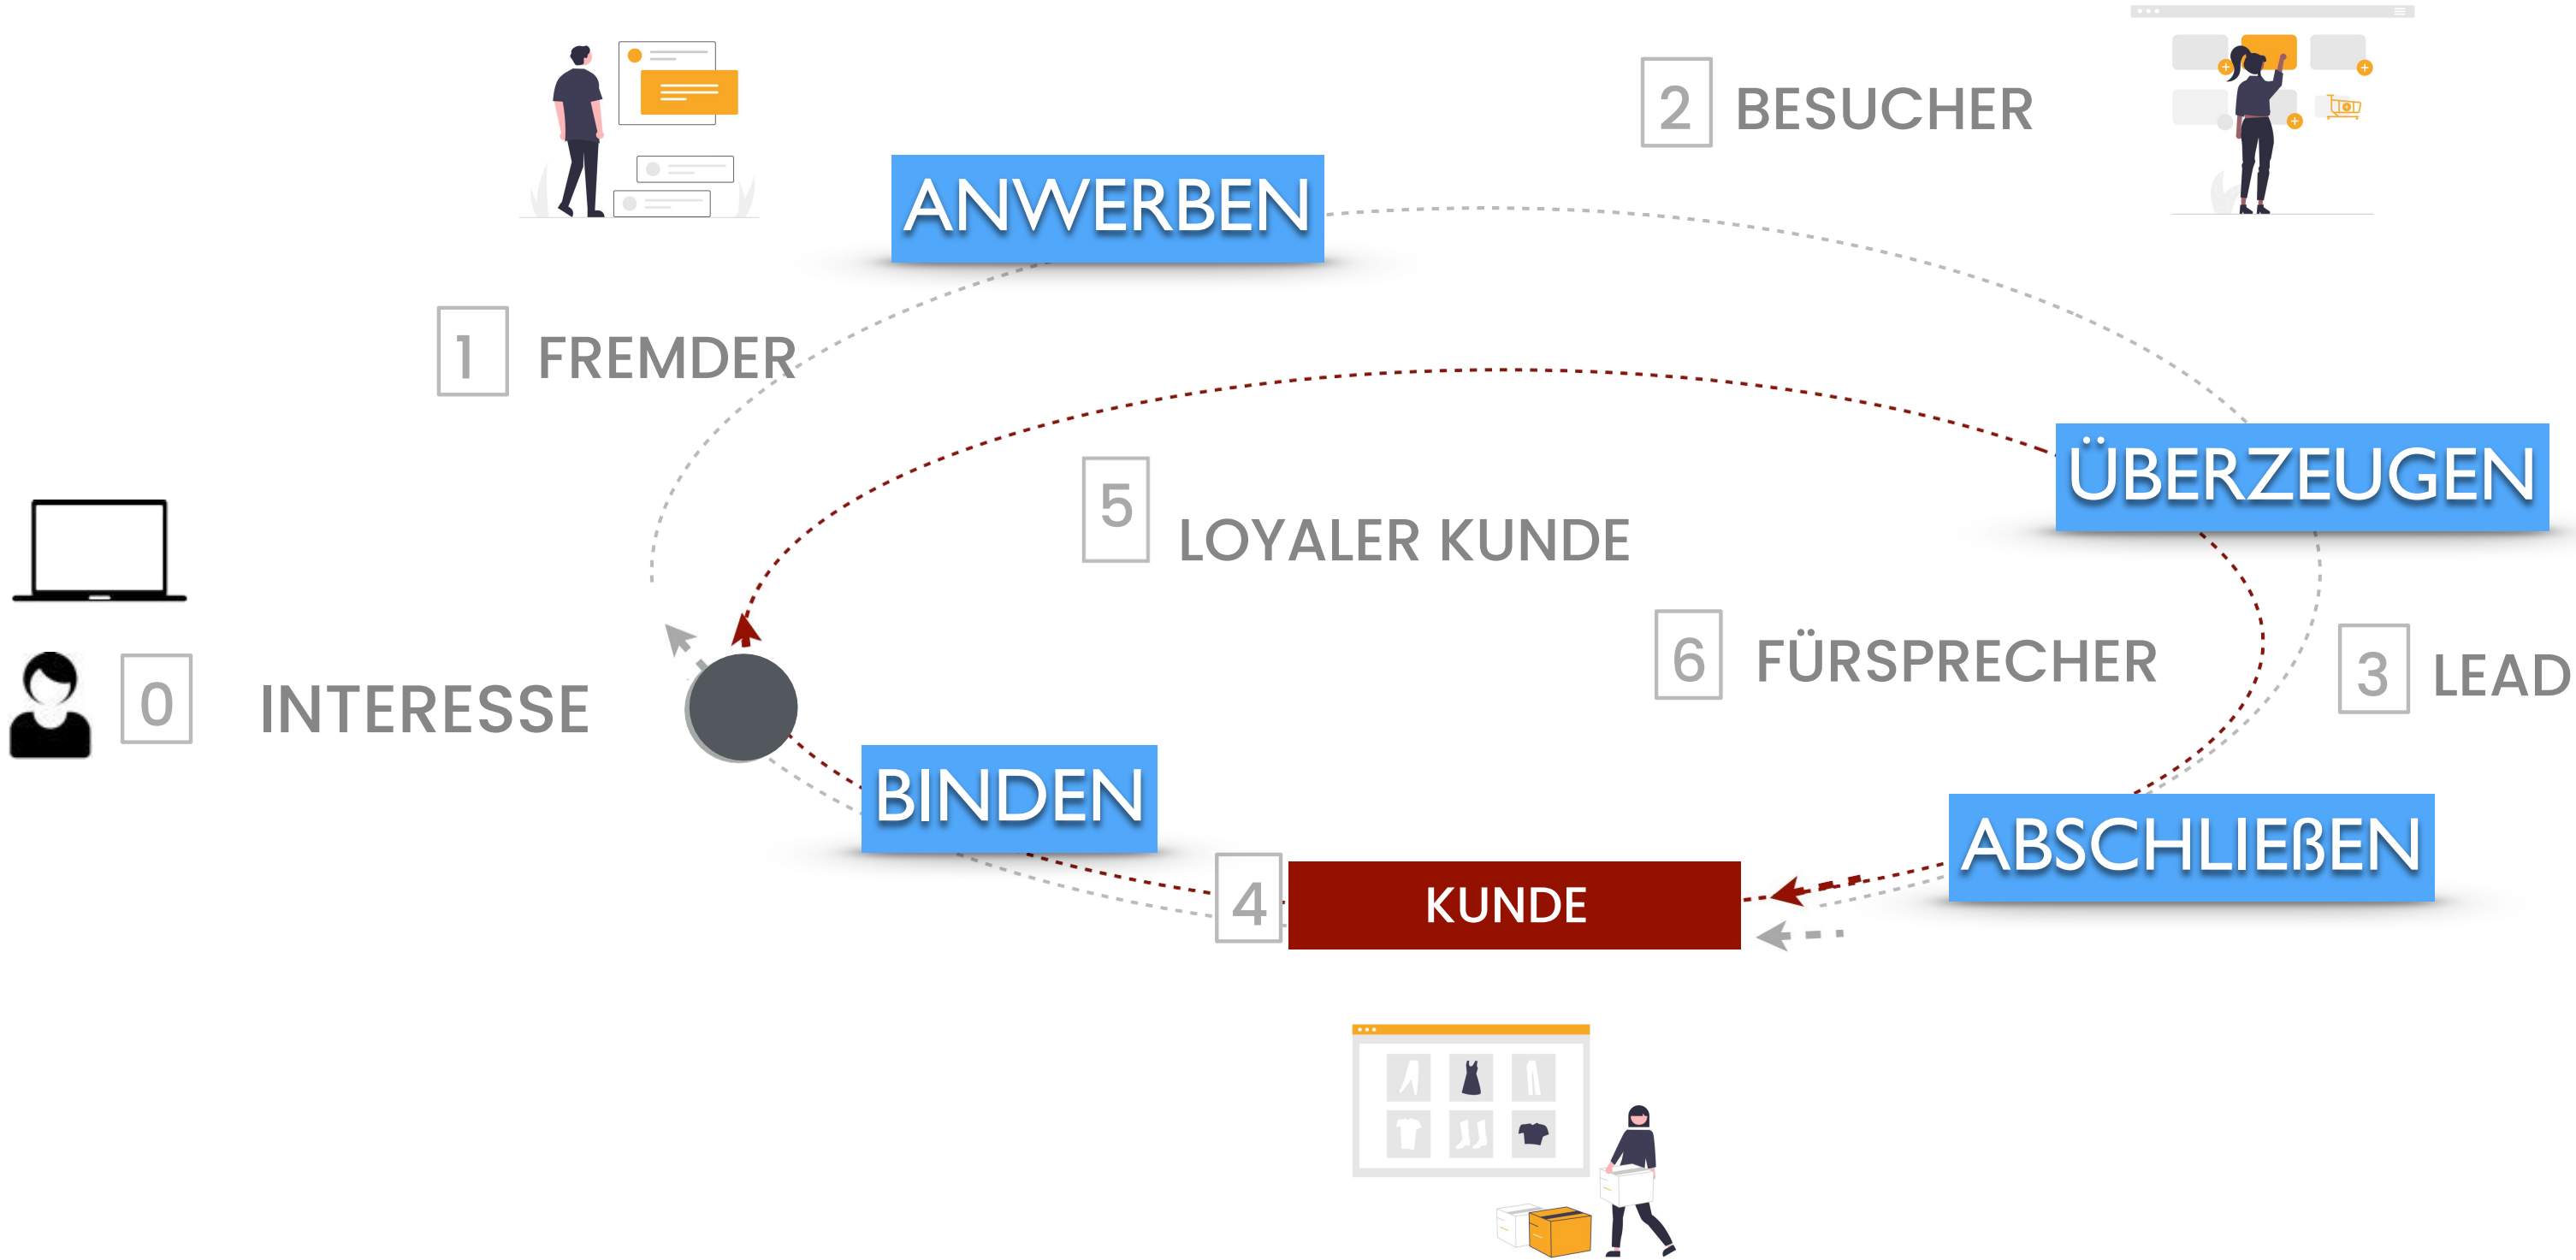 2 BESUCHER
ANWERBEN
1 FREMDER
ÜBERZEUGEN
5 LOYALER KUNDE
6 FÜRSPRECHER
3 LEAD
0 INTERESSE
BINDEN
ABSCHLIEßEN
4 KUNDE